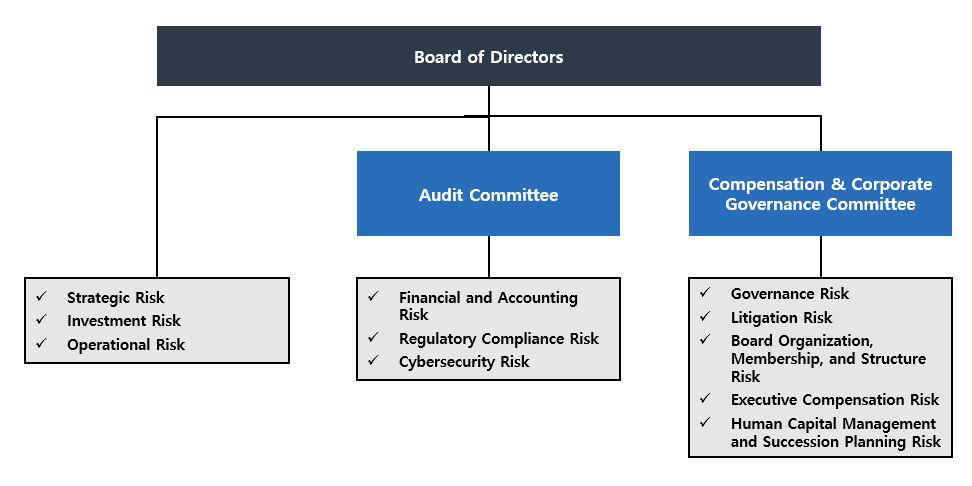 Board of Directors
Audit Committee
Compensation & Corporate
Governance Committee
✓ Strategic Risk
✓ Investment Risk
✓ Operational Risk
✓ Financial and Accounting
Risk
✓ Regulatory Compliance Risk
✓ Cybersecurity Risk
✓ Governance Risk
✓ Litigation Risk
✓ Board Organization,
Membership, and Structure
Risk
✓ Executive Compensation Risk
✓ Human Capital Management
and Succession Planning Risk